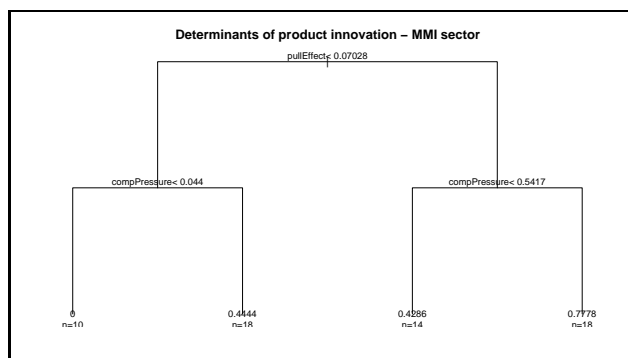 Determinants of product innovation – MMI sector
pullEffect< 0.07028
compPressure< 0.044
compPressure< 0.5417
0
0.4444
0.4286
0.7778
n=10
n=18
n=14
n=18